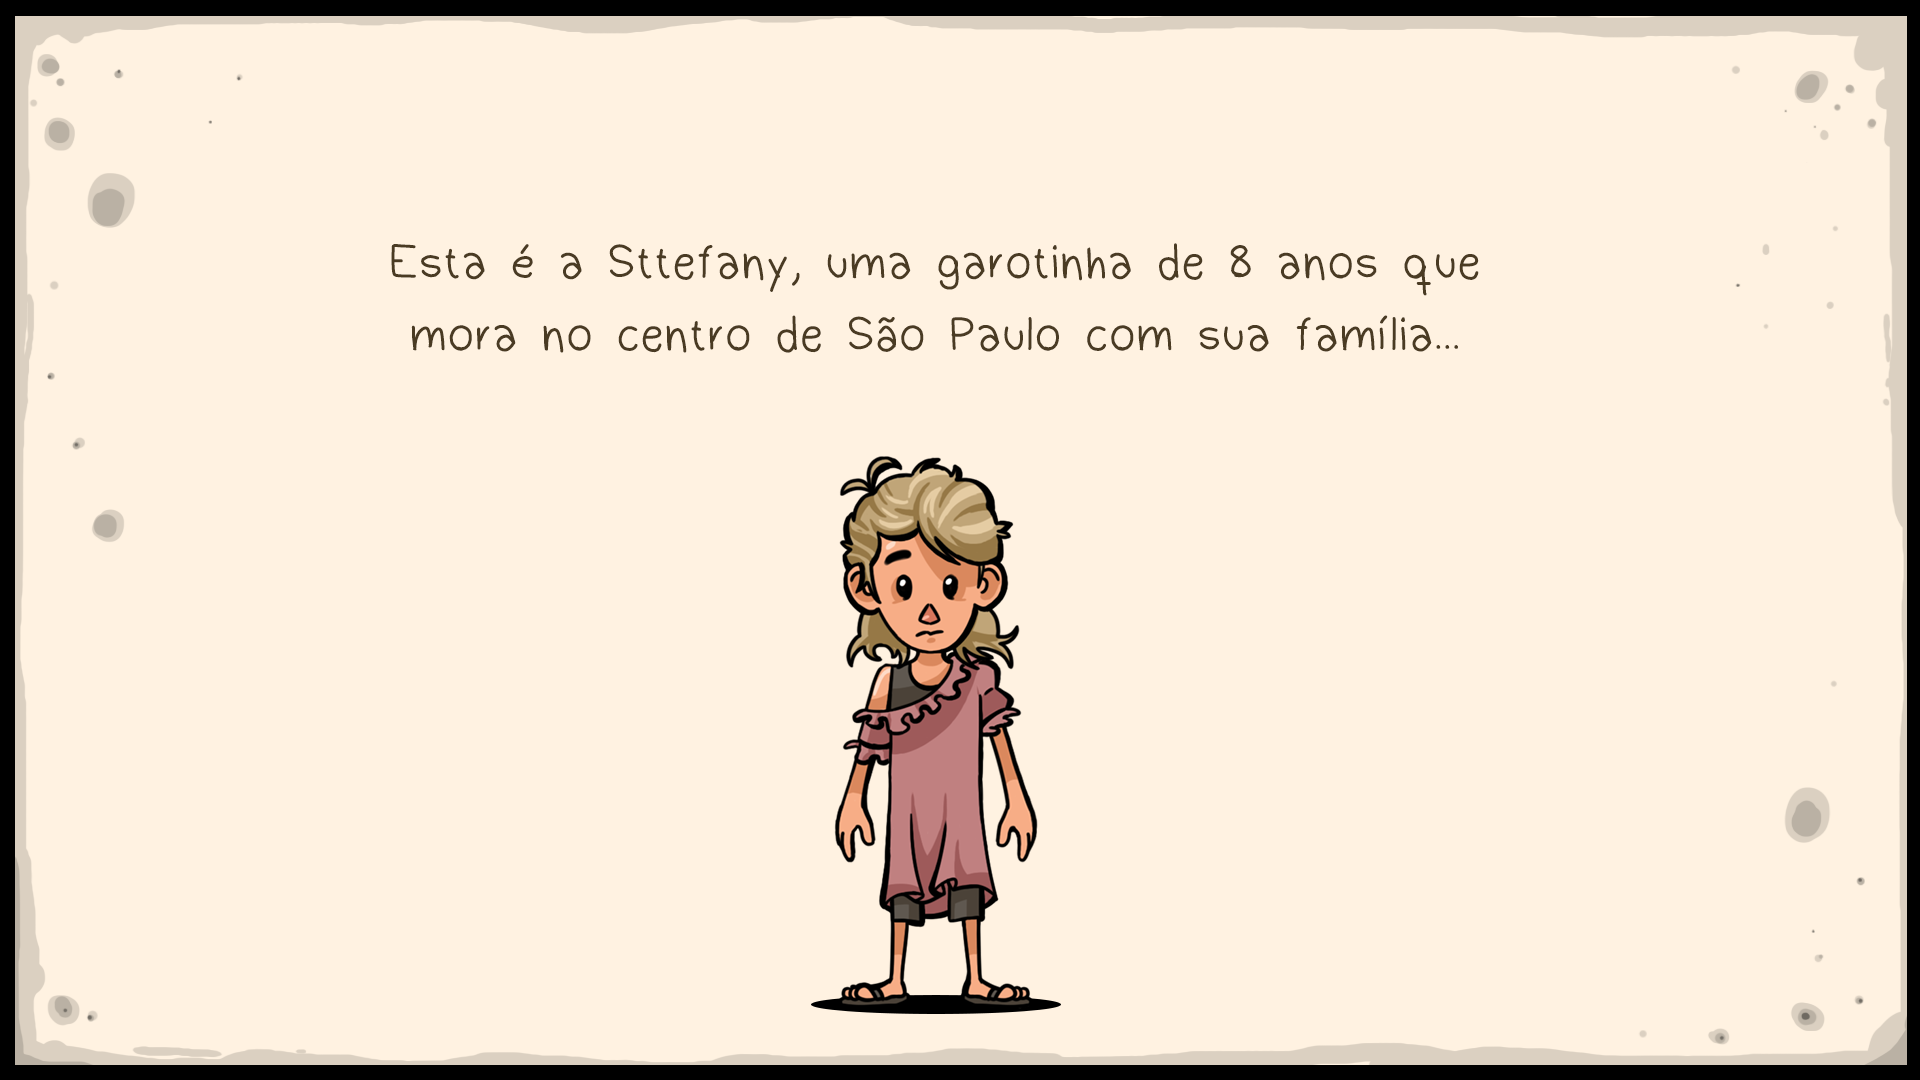 Esta é a Sttefany, uma garotinha de 8 anos que
mora no centro de São Paulo com sua família...